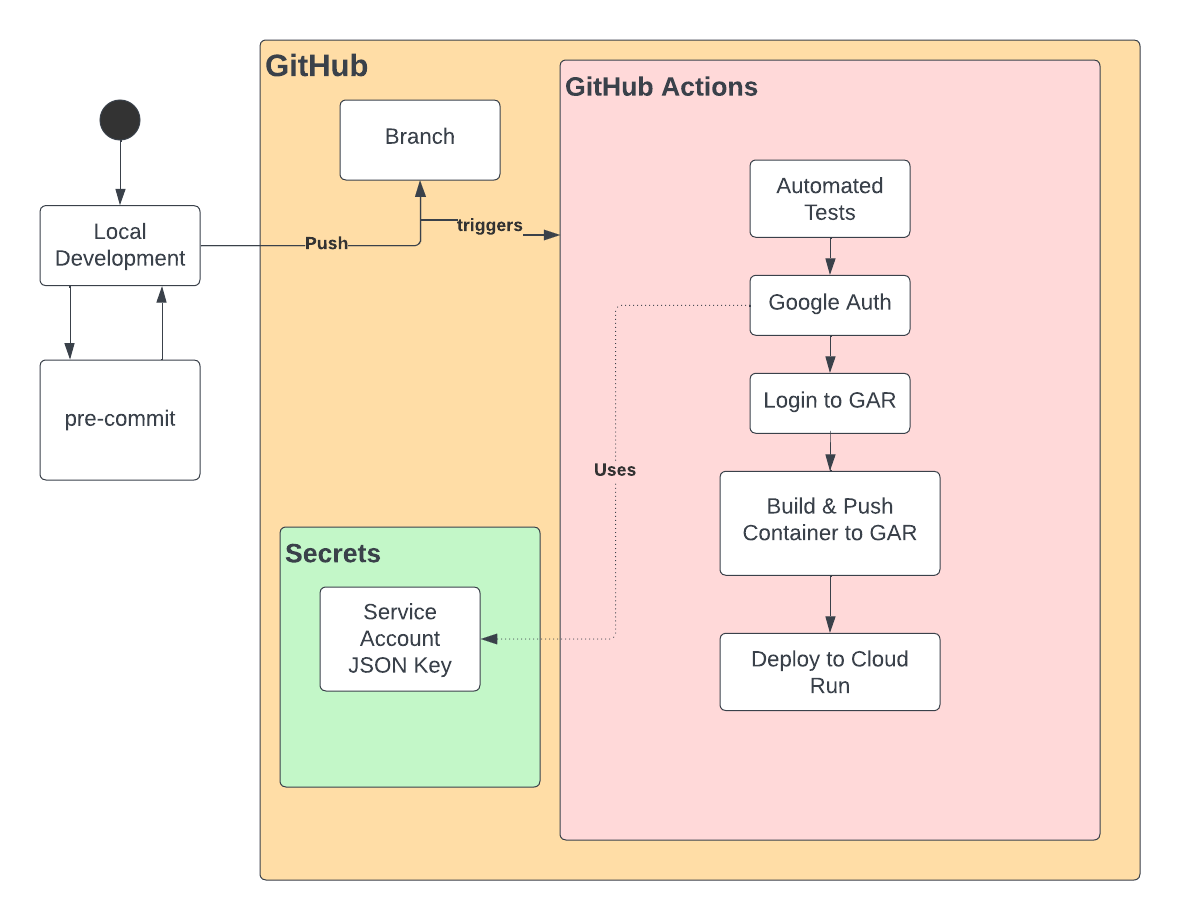 GitHub
GitHub Actions
Branch
Automated
Tests
Local
Development
Push
triggers
Google Auth
Login to GAR
pre-commit
Uses
Build & Push
Container to GAR
Secrets
Service
Account
JSON Key
Deploy to Cloud
Run